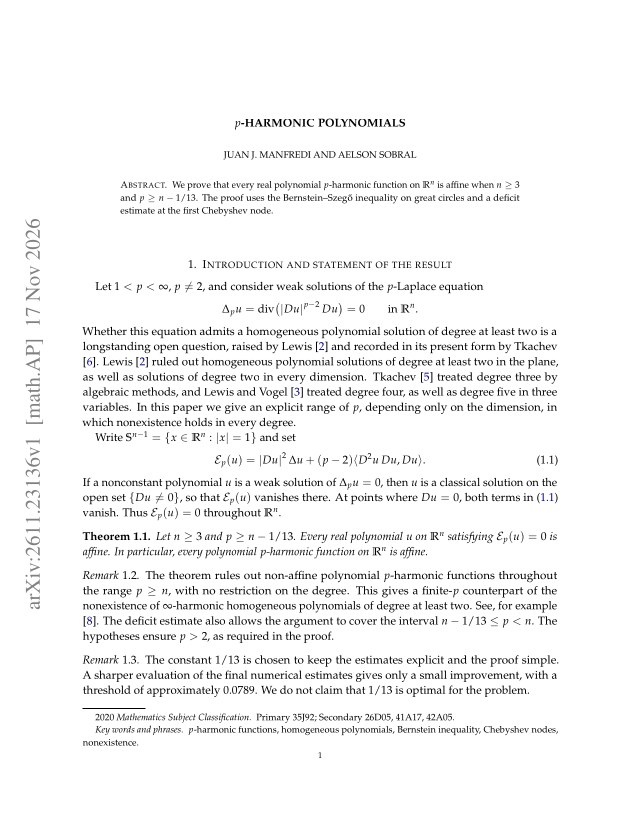 arXiv:2611.23136v1 [math.AP] 17 Nov 2026
p-HARMONIC POLYNOMIALS
JUAN J. MANFREDI AND AELSON SOBRAL
ABSTRACT. We prove that every real polynomial p-harmonic function on ℝⁿ is affine when n ≥ 3
and p ≥ n − 1/13. The proof uses the Bernstein–Szegő inequality on great circles and a deficit
estimate at the first Chebyshev node.
1. INTRODUCTION AND STATEMENT OF THE RESULT
Let 1 < p < ∞, p ≠ 2, and consider weak solutions of the p-Laplace equation
Δₚu = div(|Du|ᵖ⁻² Du) = 0 in ℝⁿ.
Whether this equation admits a homogeneous polynomial solution of degree at least two is a
longstanding open question, raised by Lewis [2] and recorded in its present form by Tkachev
[6]. Lewis [2] ruled out homogeneous polynomial solutions of degree at least two in the plane,
as well as solutions of degree two in every dimension. Tkachev [5] treated degree three by
algebraic methods, and Lewis and Vogel [3] treated degree four, as well as degree five in three
variables. In this paper we give an explicit range of p, depending only on the dimension, in
which nonexistence holds in every degree.
Write Sⁿ⁻¹ = {x ∈ ℝⁿ : |x| = 1} and set
ℰₚ(u) = |Du|² Δu + (p − 2)⟨D²u Du, Du⟩. (1.1)
If a nonconstant polynomial u is a weak solution of Δₚu = 0, then u is a classical solution on the
open set {Du ≠ 0}, so that ℰₚ(u) vanishes there. At points where Du = 0, both terms in (1.1)
vanish. Thus ℰₚ(u) = 0 throughout ℝⁿ.
Theorem 1.1. Let n ≥ 3 and p ≥ n − 1/13. Every real polynomial u on ℝⁿ satisfying ℰₚ(u) = 0 is
affine. In particular, every polynomial p-harmonic function on ℝⁿ is affine.
Remark 1.2. The theorem rules out non-affine polynomial p-harmonic functions throughout
the range p ≥ n, with no restriction on the degree. This gives a finite-p counterpart of the
nonexistence of ∞-harmonic homogeneous polynomials of degree at least two. See, for example
[8]. The deficit estimate also allows the argument to cover the interval n − 1/13 ≤ p < n. The
hypotheses ensure p > 2, as required in the proof.
Remark 1.3. The constant 1/13 is chosen to keep the estimates explicit and the proof simple.
A sharper evaluation of the final numerical estimates gives only a small improvement, with a
threshold of approximately 0.0789. We do not claim that 1/13 is optimal for the problem.
2020 Mathematics Subject Classification. Primary 35J92; Secondary 26D05, 41A17, 42A05.
Key words and phrases. p-harmonic functions, homogeneous polynomials, Bernstein inequality, Chebyshev nodes,
nonexistence.
1